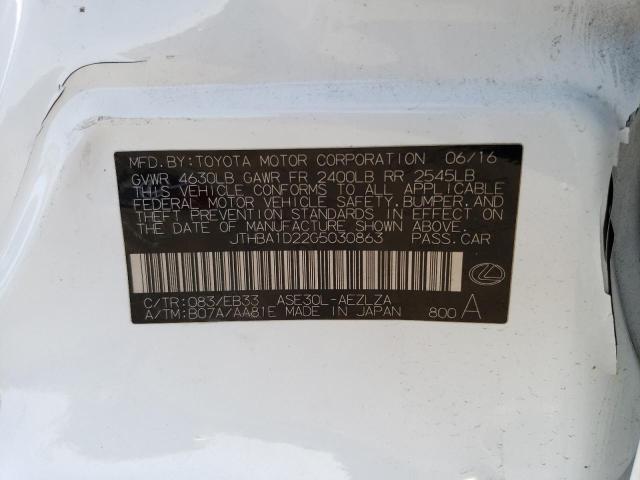 MFD.BY:TOYOTA MOTOR CORPORATION 06/16
GVWR 4630LB GAWR FR 2400LB RR 2545LB
THIS VEHICLE CONFORMS TO ALL APPLICABLE
FEDERAL MOTOR VEHICLE SAFETY,BUMPER,AND
THEFT PREVENTION STANDARDS IN EFFECT ON
THE DATE OF MANUFACTURE SHOWN ABOVE.
JTHBA1D22G5030863 PASS.CAR
C/TR:083/EB33 ASE30L-AEZLZA
A/TM:B07A/AA81E MADE IN JAPAN 800 A